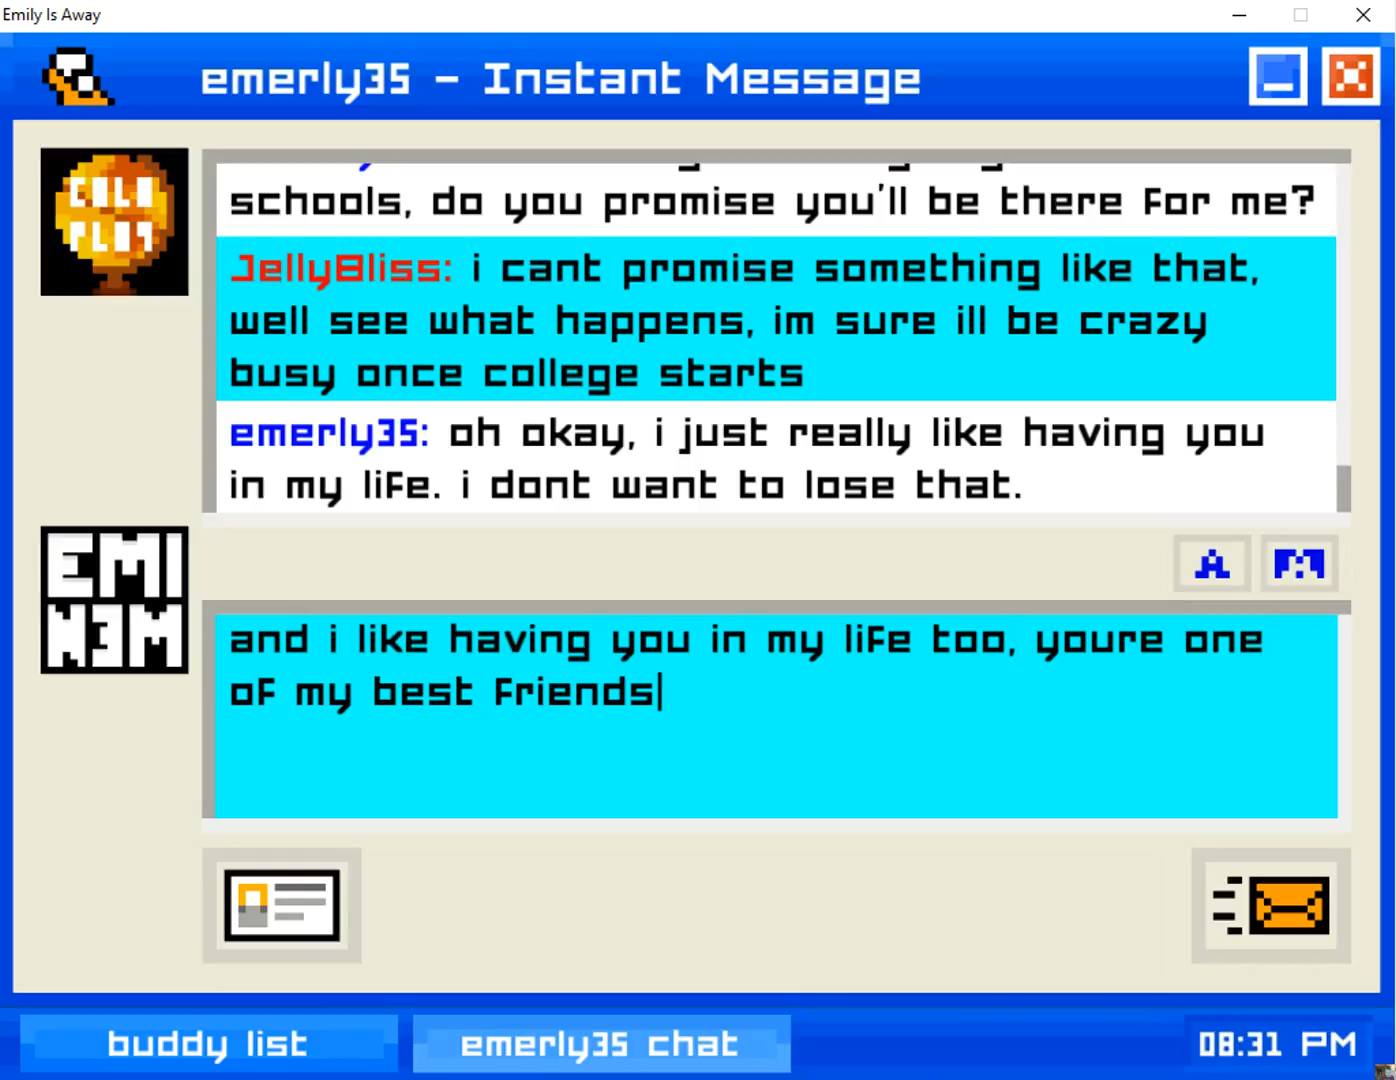 Emily Is Away
emerly35 - Instant Message
COLD
PLAY
schools, do you promise you'll be there for me?
JellyBliss: i cant promise something like that,
well see what happens, im sure ill be crazy
busy once college starts
emerly35: oh okay, i just really like having you
in my life. i dont want to lose that.
EMI
NEM
A
and i like having you in my life too, youre one
of my best friends
buddy list
emerly35 chat
08:31 PM